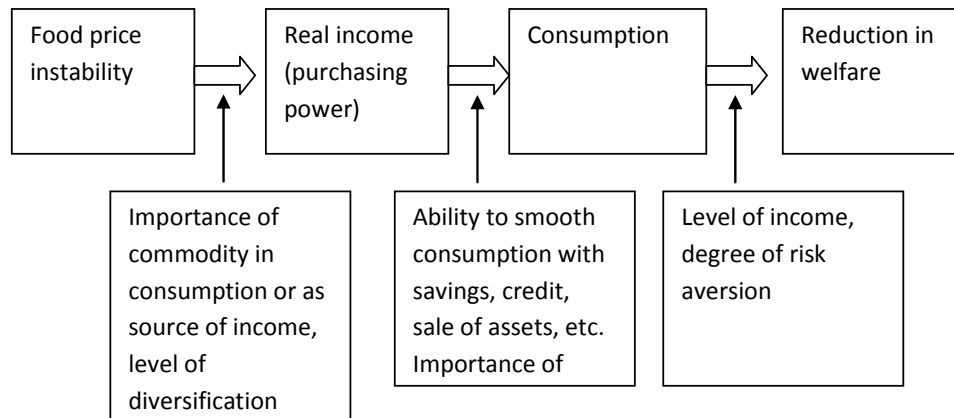 Food price
instability
Real income
(purchasing
power)
Consumption
Reduction in
welfare
Importance of
commodity in
consumption or as
source of income,
level of
diversification
Ability to smooth
consumption with
savings, credit,
sale of assets, etc.
Importance of
Level of income,
degree of risk
aversion